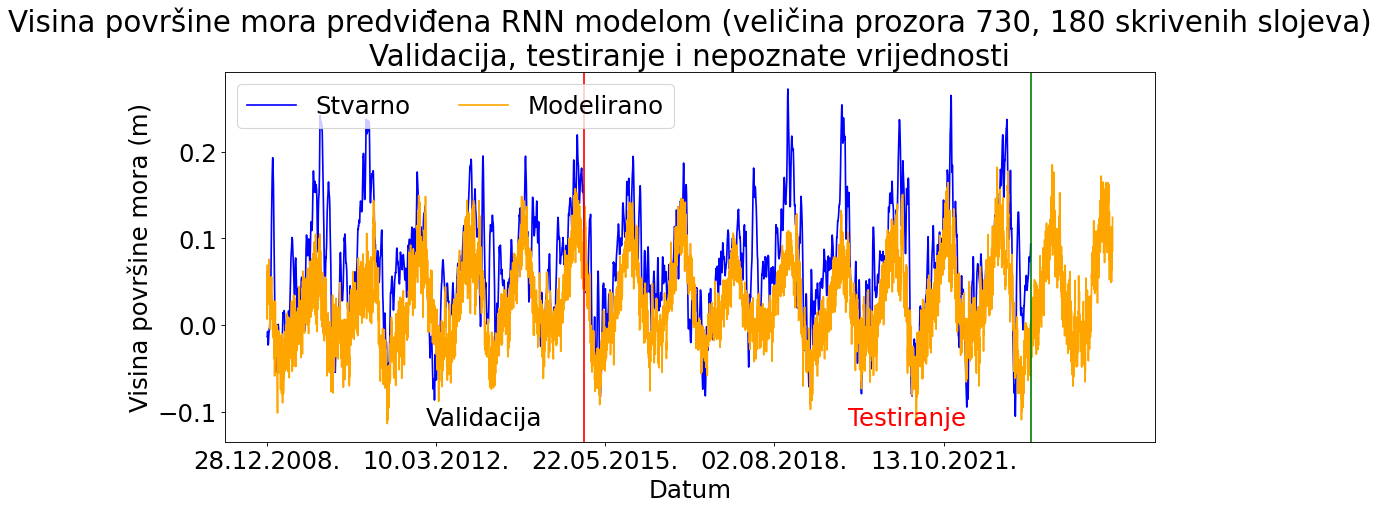 Visina površine mora predviđena RNN modelom (veličina prozora 730, 180 skrivenih slojeva)
Validacija, testiranje i nepoznate vrijednosti
Stvarno
Modelirano
Visina površine mora (m)
0.2
0.1
0.0
−0.1
Validacija
Testiranje
28.12.2008.
10.03.2012.
22.05.2015.
02.08.2018.
13.10.2021.
Datum